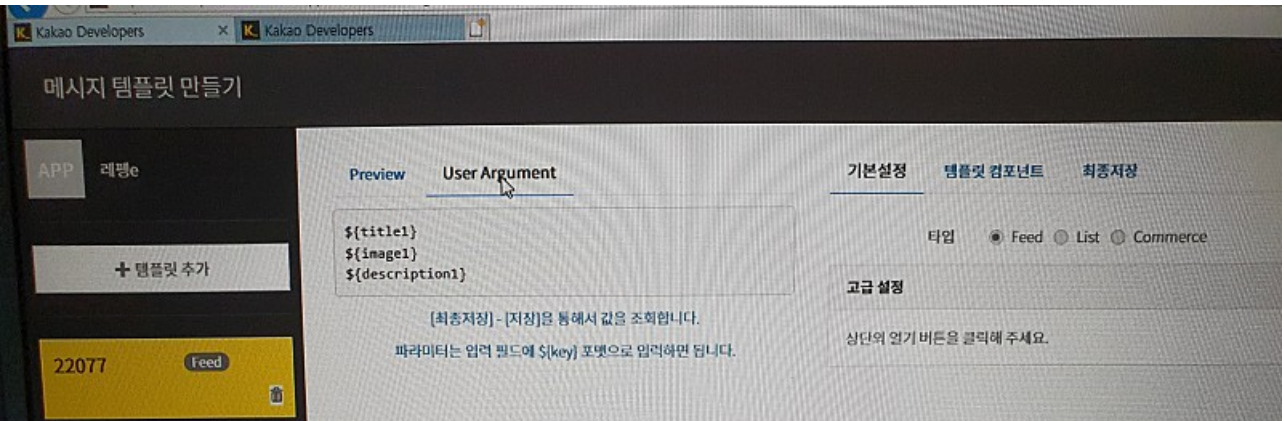 Kakao Developers
Kakao Developers
메시지 템플릿 만들기
APP 레펭e
Preview User Argument
기본설정 템플릿 컴포넌트 최종저장
${title1}
${image1}
${description1}
타입 Feed List Commerce
+ 템플릿 추가
고급 설정
[최종저장] - [저장]을 통해서 값을 조회합니다.
상단의 열기 버튼을 클릭해 주세요.
파라미터는 입력 필드에 ${key} 포맷으로 입력하면 됩니다.
22077 Feed